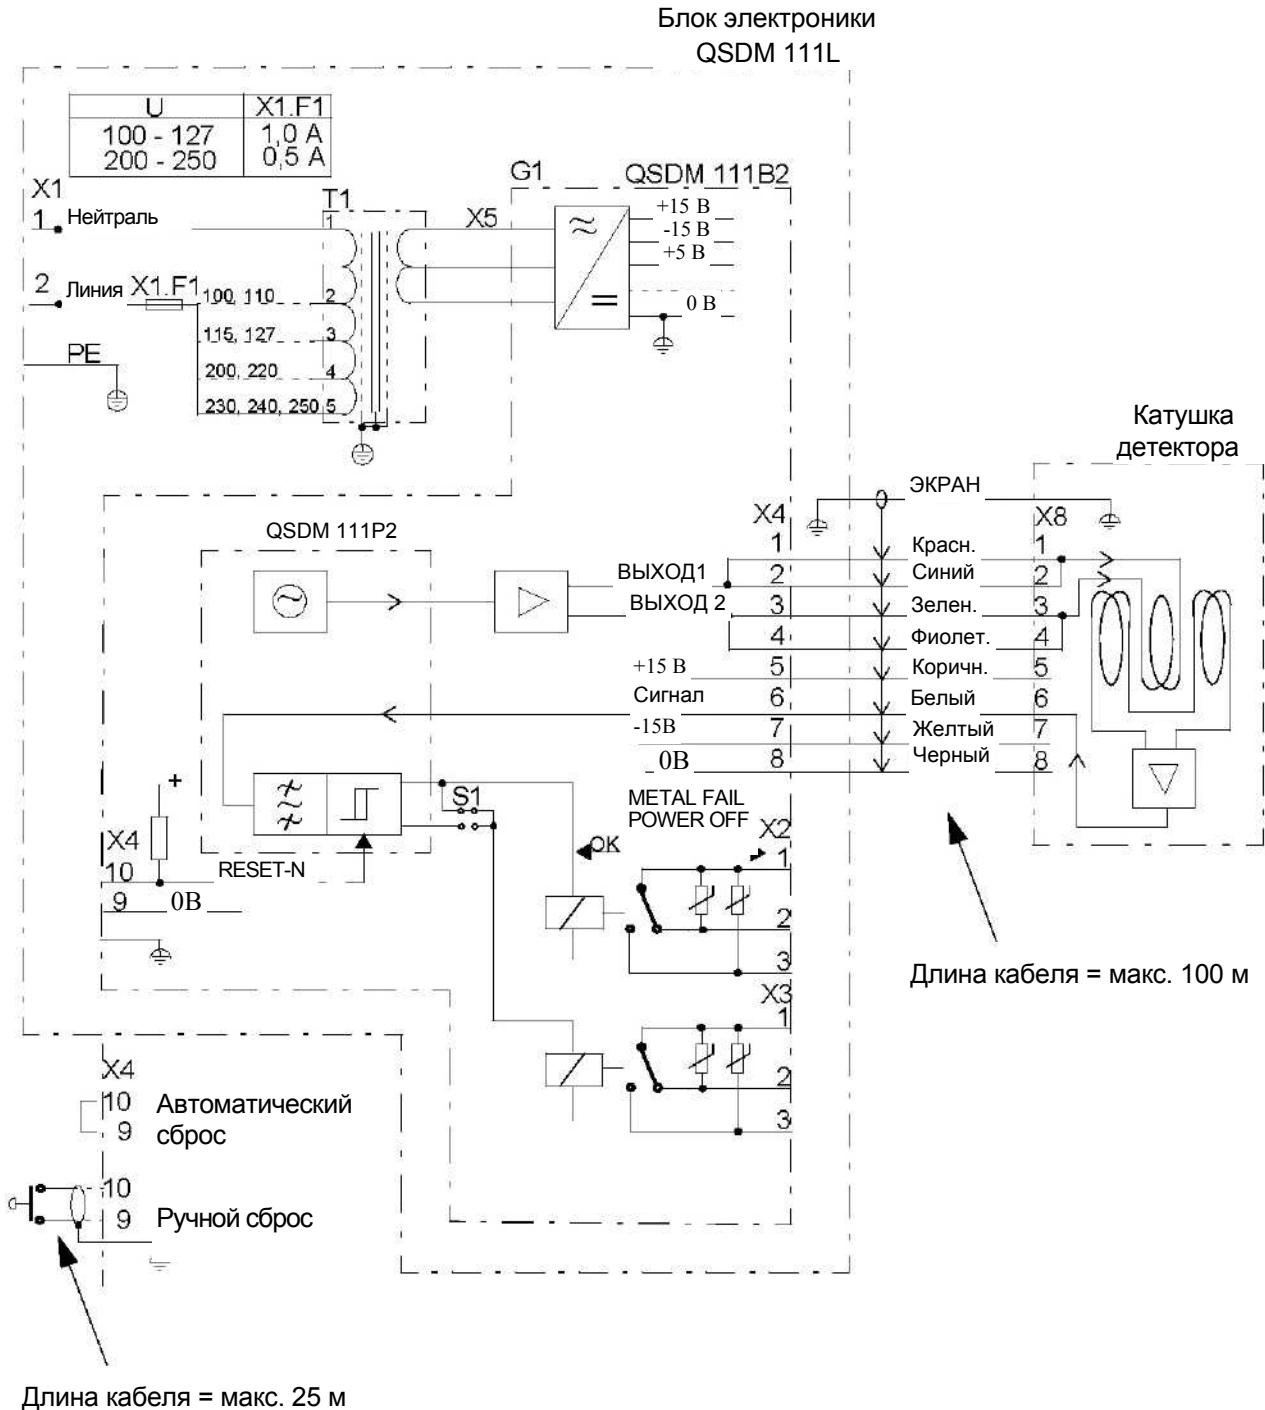 Блок электроники
QSDM 111L
U X1.F1
100 - 127 1,0 A
200 - 250 0,5 A
X1
1 Нейтраль
T1
1
X5
G1
QSDM 111B2
+15 В
-15 В
+5 В
0 В
2 Линия X1.F1
100, 110 2
115, 127 3
200, 220 4
230, 240, 250 5
PE
Катушка
детектора
ЭКРАН
X4
X8
QSDM 111P2
1 Красн. 1
ВЫХОД1 2 Синий 2
ВЫХОД 2 3 Зелен. 3
4 Фиолет. 4
+15 В 5 Коричн. 5
Сигнал 6 Белый 6
-15В 7 Желтый 7
0В 8 Черный 8
+
S1
METAL FAIL
POWER OFF
OK
X2
1
2
3
X4
10
RESET-N
9 0В
Длина кабеля = макс. 100 м
X3
1
2
3
X4
10 Автоматический
9 сброс
10
9 Ручной сброс
Длина кабеля = макс. 25 м